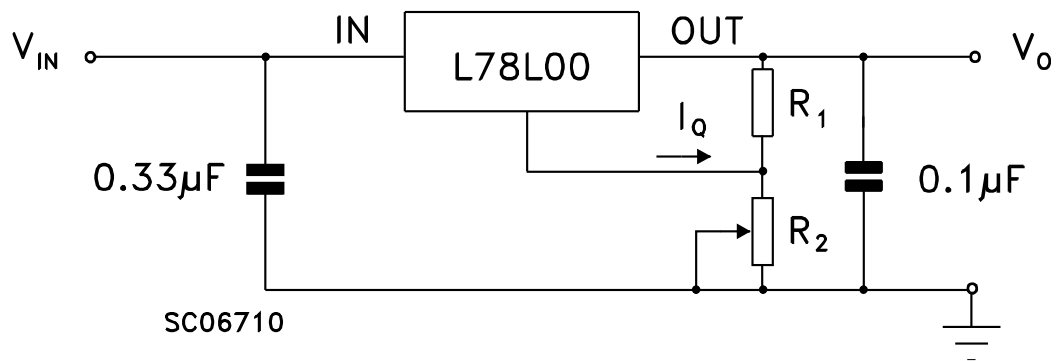 V_IN
IN
L78L00
OUT
V_O
R_1
I_Q
0.33µF
0.1µF
R_2
SC06710